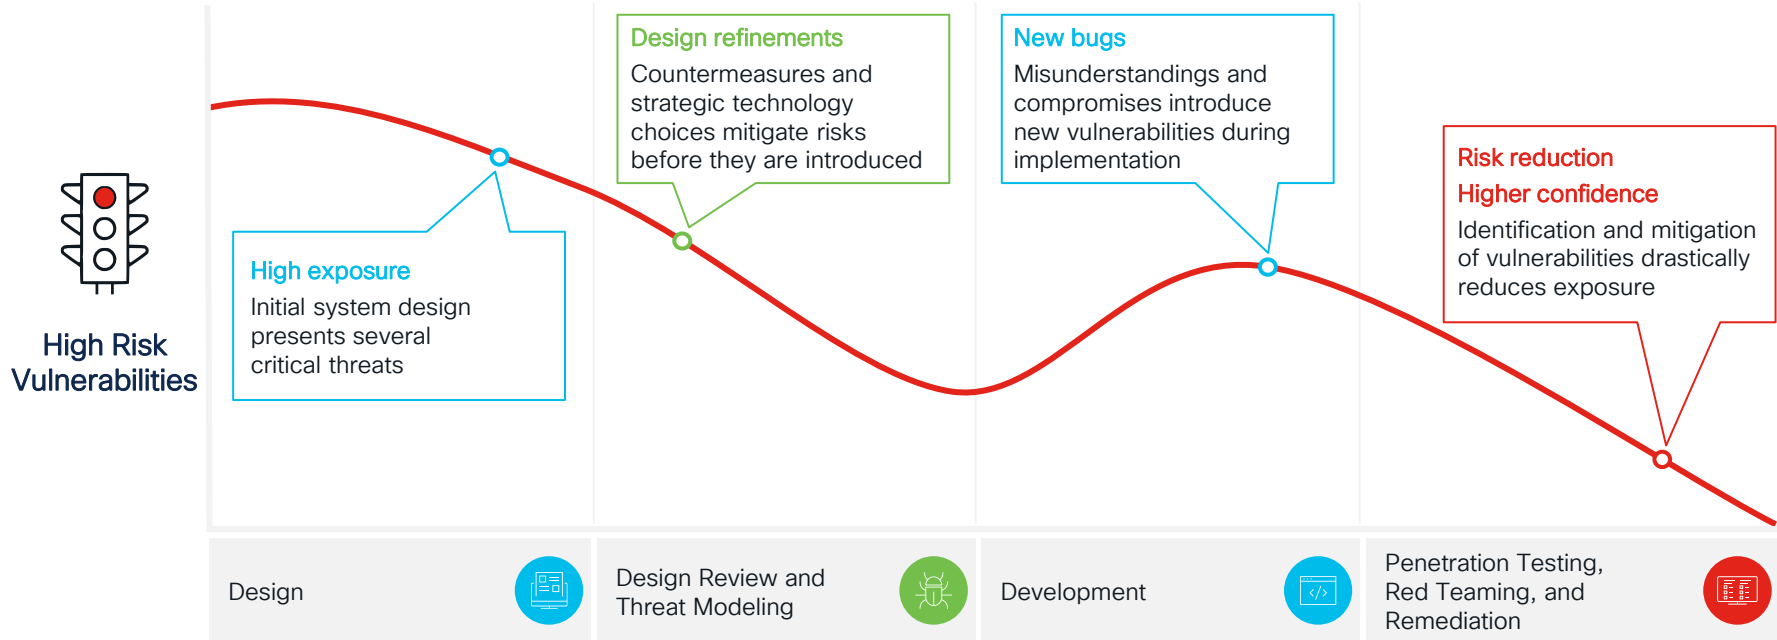 High Risk
Vulnerabilities
High exposure
Initial system design
presents several
critical threats
Design refinements
Countermeasures and
strategic technology
choices mitigate risks
before they are introduced
New bugs
Misunderstandings and
compromises introduce
new vulnerabilities during
implementation
Risk reduction
Higher confidence
Identification and mitigation
of vulnerabilities drastically
reduces exposure
Design
Design Review and
Threat Modeling
Development
</>
Penetration Testing,
Red Teaming, and
Remediation